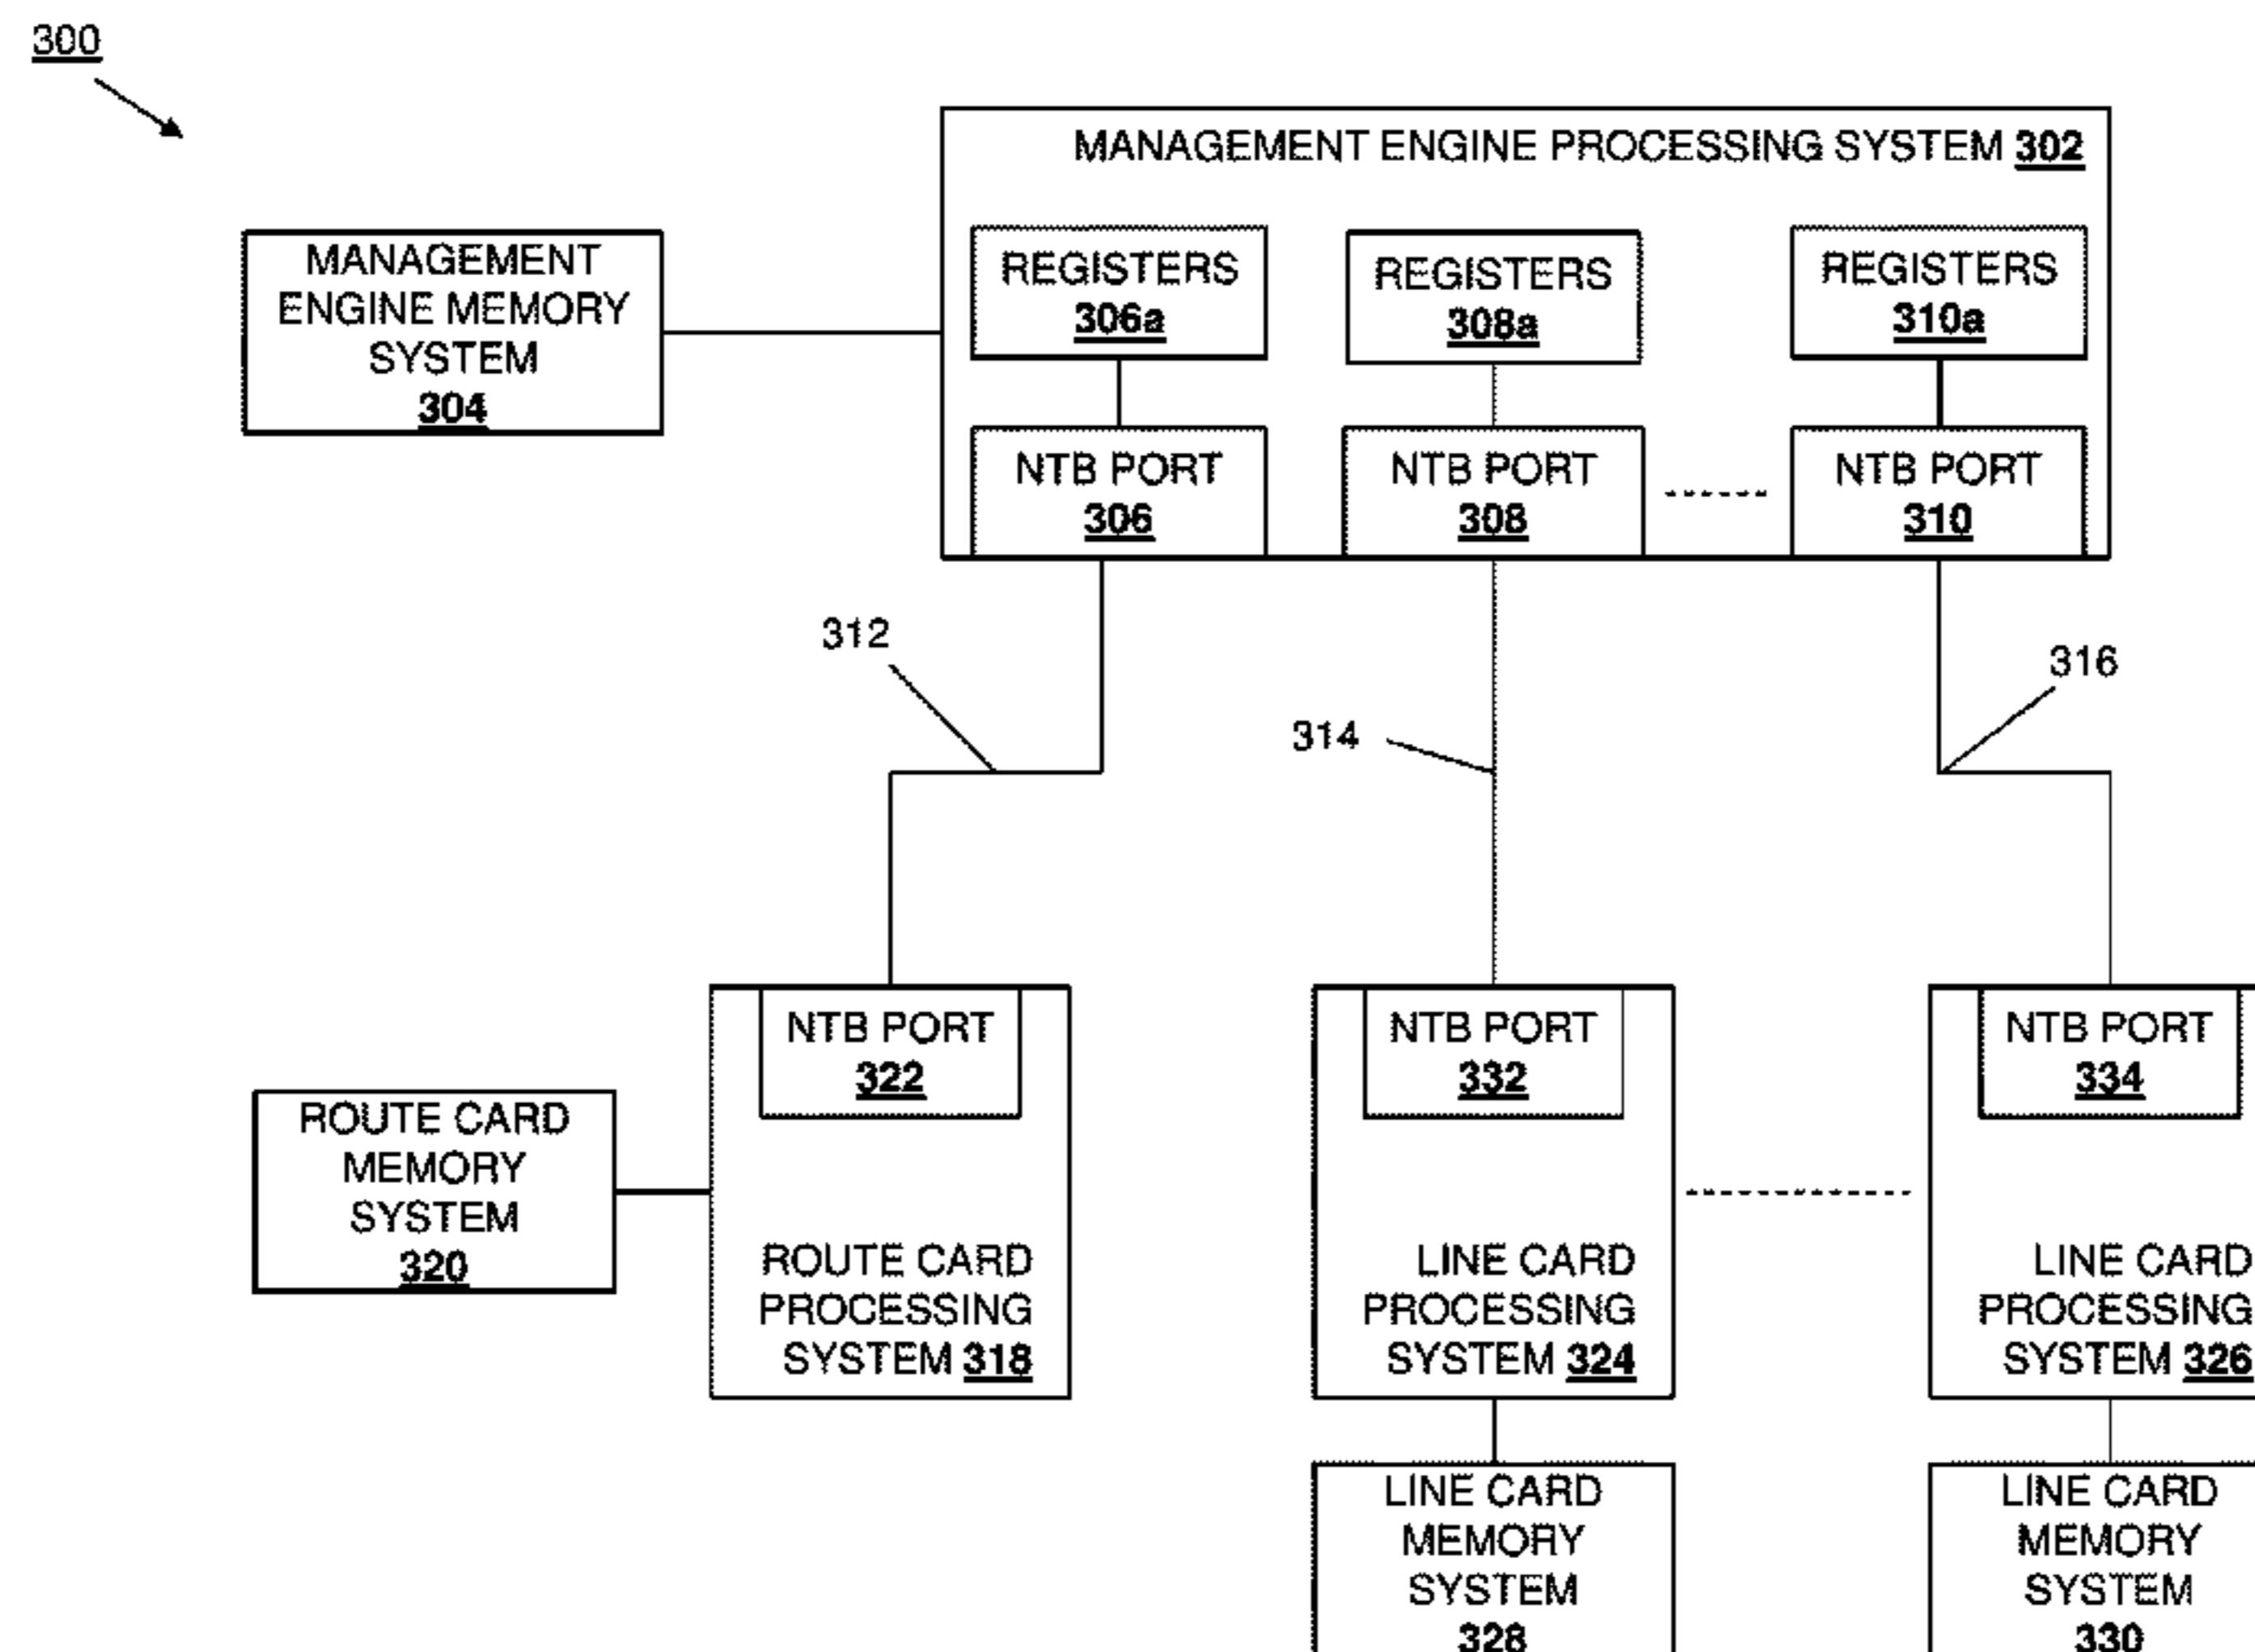 300
MANAGEMENT ENGINE PROCESSING SYSTEM 302
MANAGEMENT
ENGINE MEMORY
SYSTEM
304
REGISTERS
306a
REGISTERS
308a
REGISTERS
310a
NTB PORT
306
NTB PORT
308
NTB PORT
310
312
314
316
NTB PORT
322
NTB PORT
332
NTB PORT
334
ROUTE CARD
MEMORY
SYSTEM
320
ROUTE CARD
PROCESSING
SYSTEM 318
LINE CARD
PROCESSING
SYSTEM 324
LINE CARD
PROCESSING
SYSTEM 326
LINE CARD
MEMORY
SYSTEM
328
LINE CARD
MEMORY
SYSTEM
330